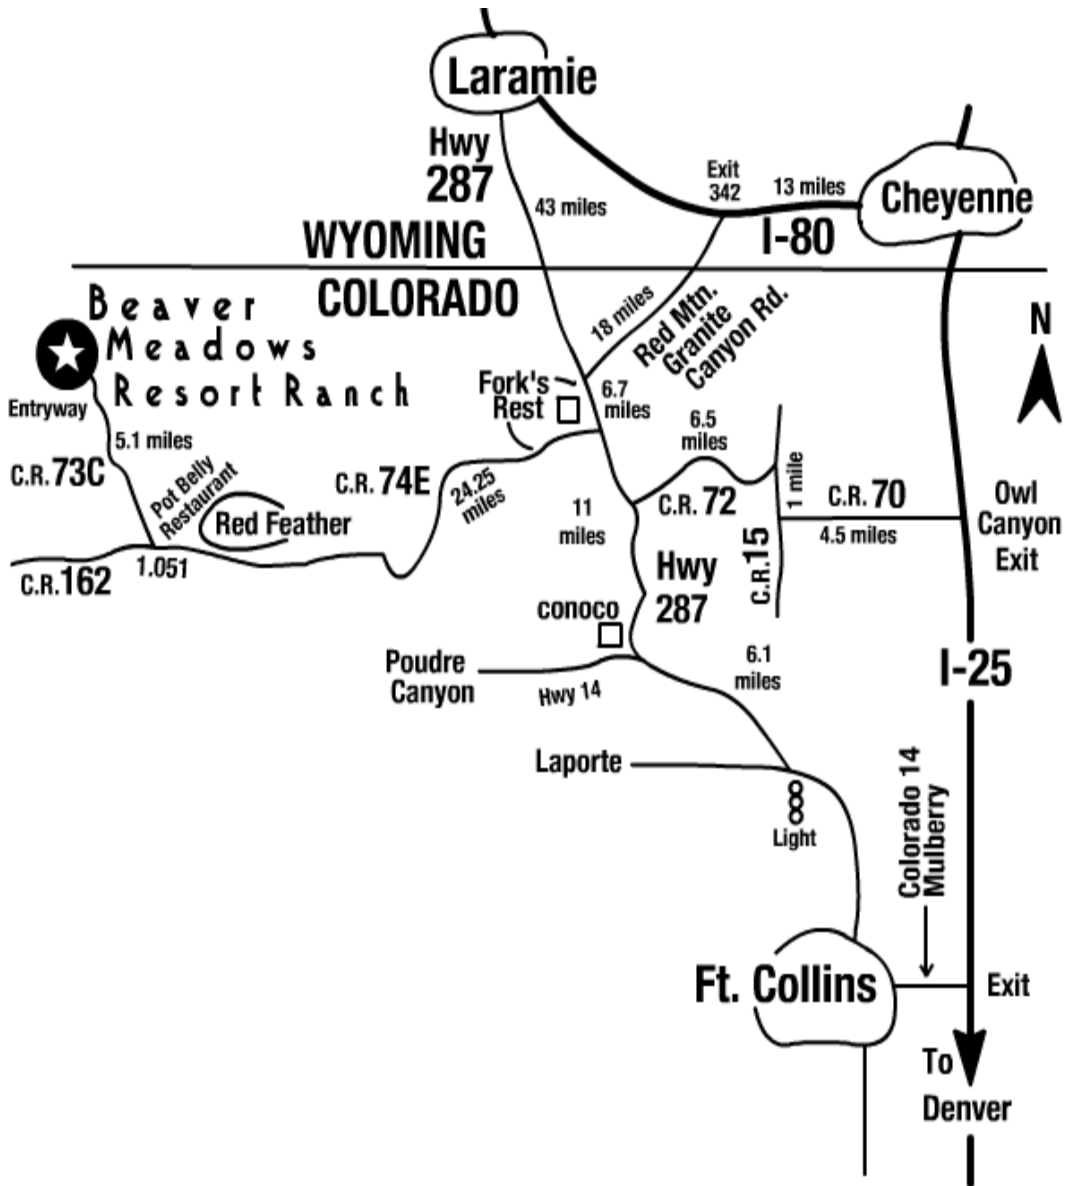 Laramie
Hwy
287
43 miles
Exit
342
13 miles
Cheyenne
I-80
WYOMING
COLORADO
18 miles
Red Mtn.
Granite
Canyon Rd.
N
Beaver
Meadows
Resort Ranch
Entryway
5.1 miles
C.R. 73C
Pot Belly
Restaurant
Red Feather
C.R. 74E
24.25
miles
Fork's
Rest
6.7
miles
6.5
miles
C.R. 72
1 mile
C.R. 70
4.5 miles
Owl
Canyon
Exit
11
miles
C.R. 15
Hwy
287
C.R. 162
1.051
conoco
Poudre
Canyon
Hwy 14
6.1
miles
I-25
Laporte
Light
Colorado 14
Mulberry
Ft. Collins
Exit
To
Denver